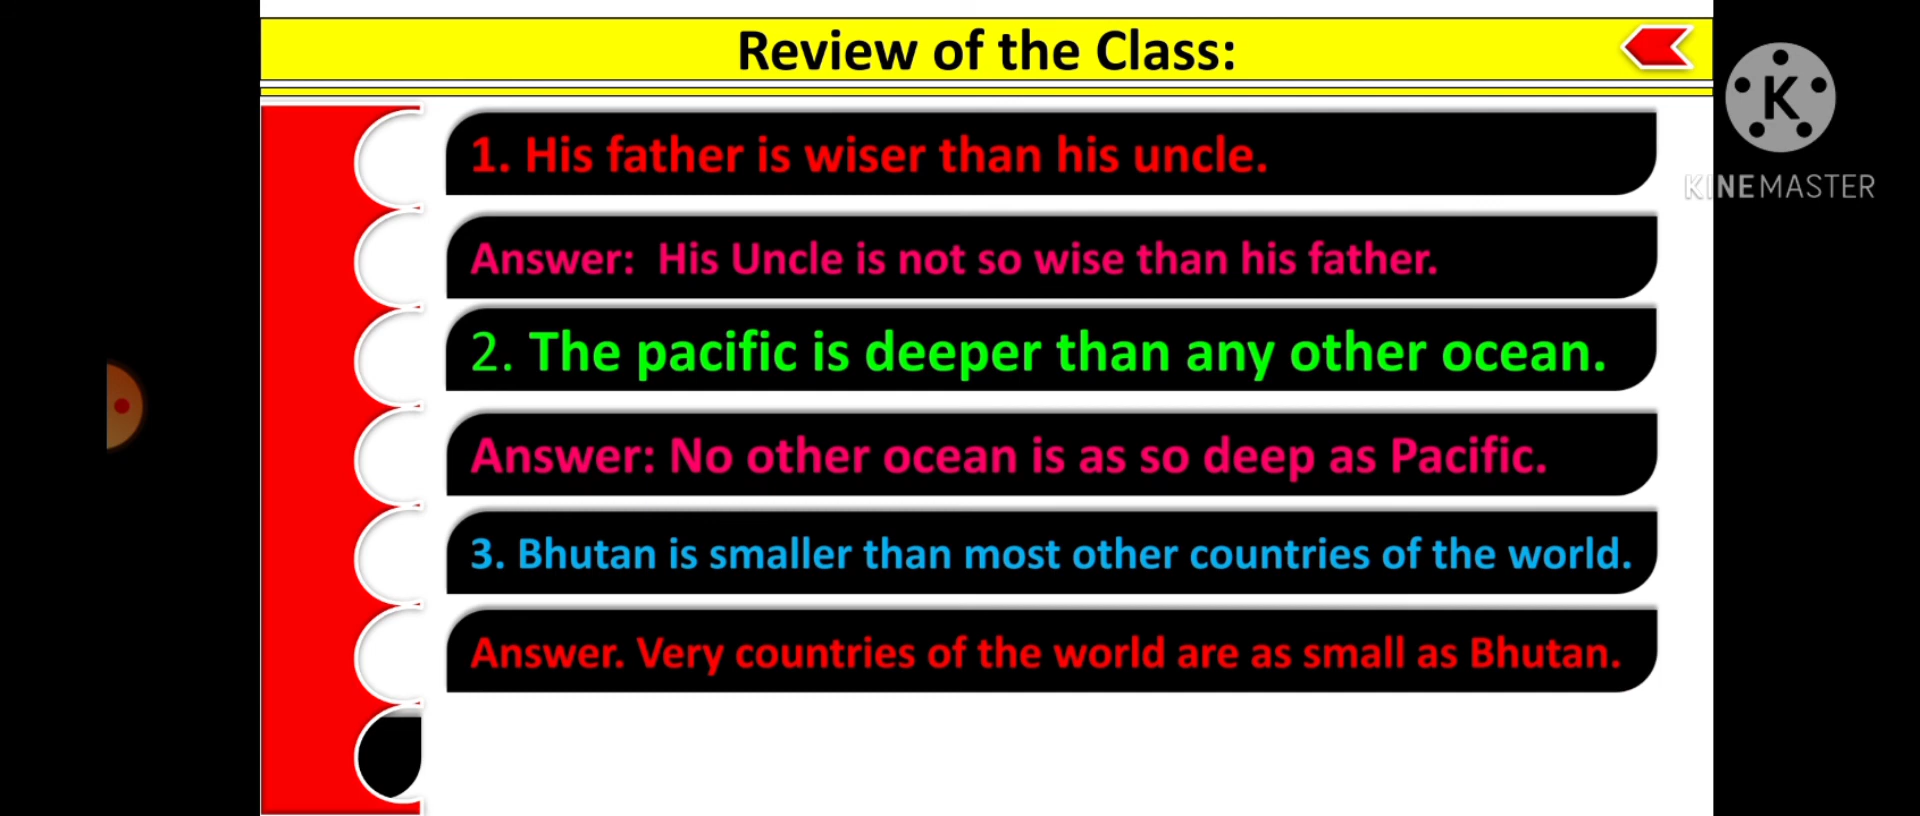 Review of the Class:
1. His father is wiser than his uncle.
Answer: His Uncle is not so wise than his father.
2. The pacific is deeper than any other ocean.
Answer: No other ocean is as so deep as Pacific.
3. Bhutan is smaller than most other countries of the world.
Answer. Very countries of the world are as small as Bhutan.
K
KINEMASTER